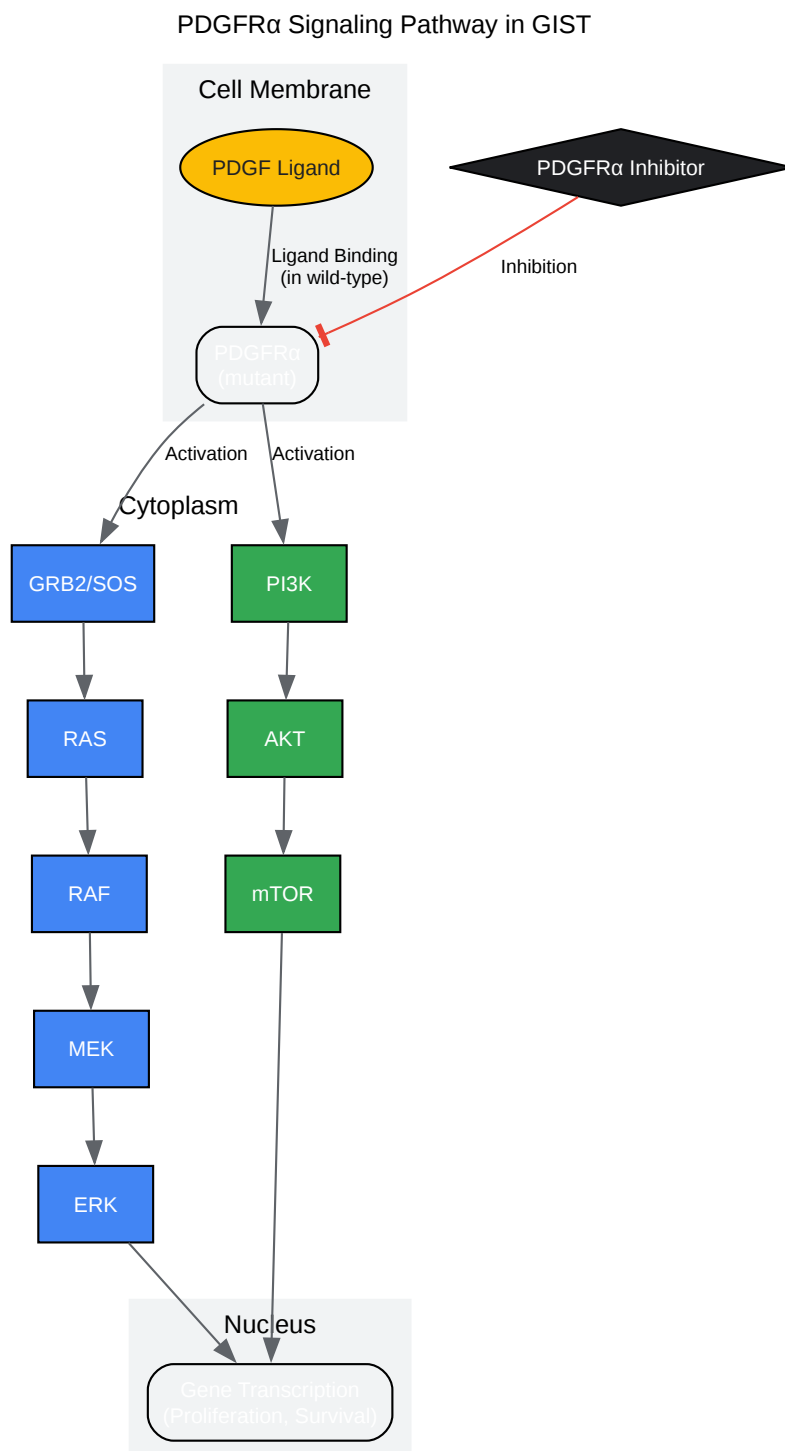 PDGFRα Signaling Pathway in GIST
Cell Membrane
PDGF Ligand
PDGFRα Inhibitor
Ligand Binding
(in wild-type)
Inhibition
PDGFRα
(mutant)
Activation
Activation
Cytoplasm
GRB2/SOS
PI3K
RAS
AKT
RAF
mTOR
MEK
ERK
Nucleus
Gene Transcription
(Proliferation, Survival)